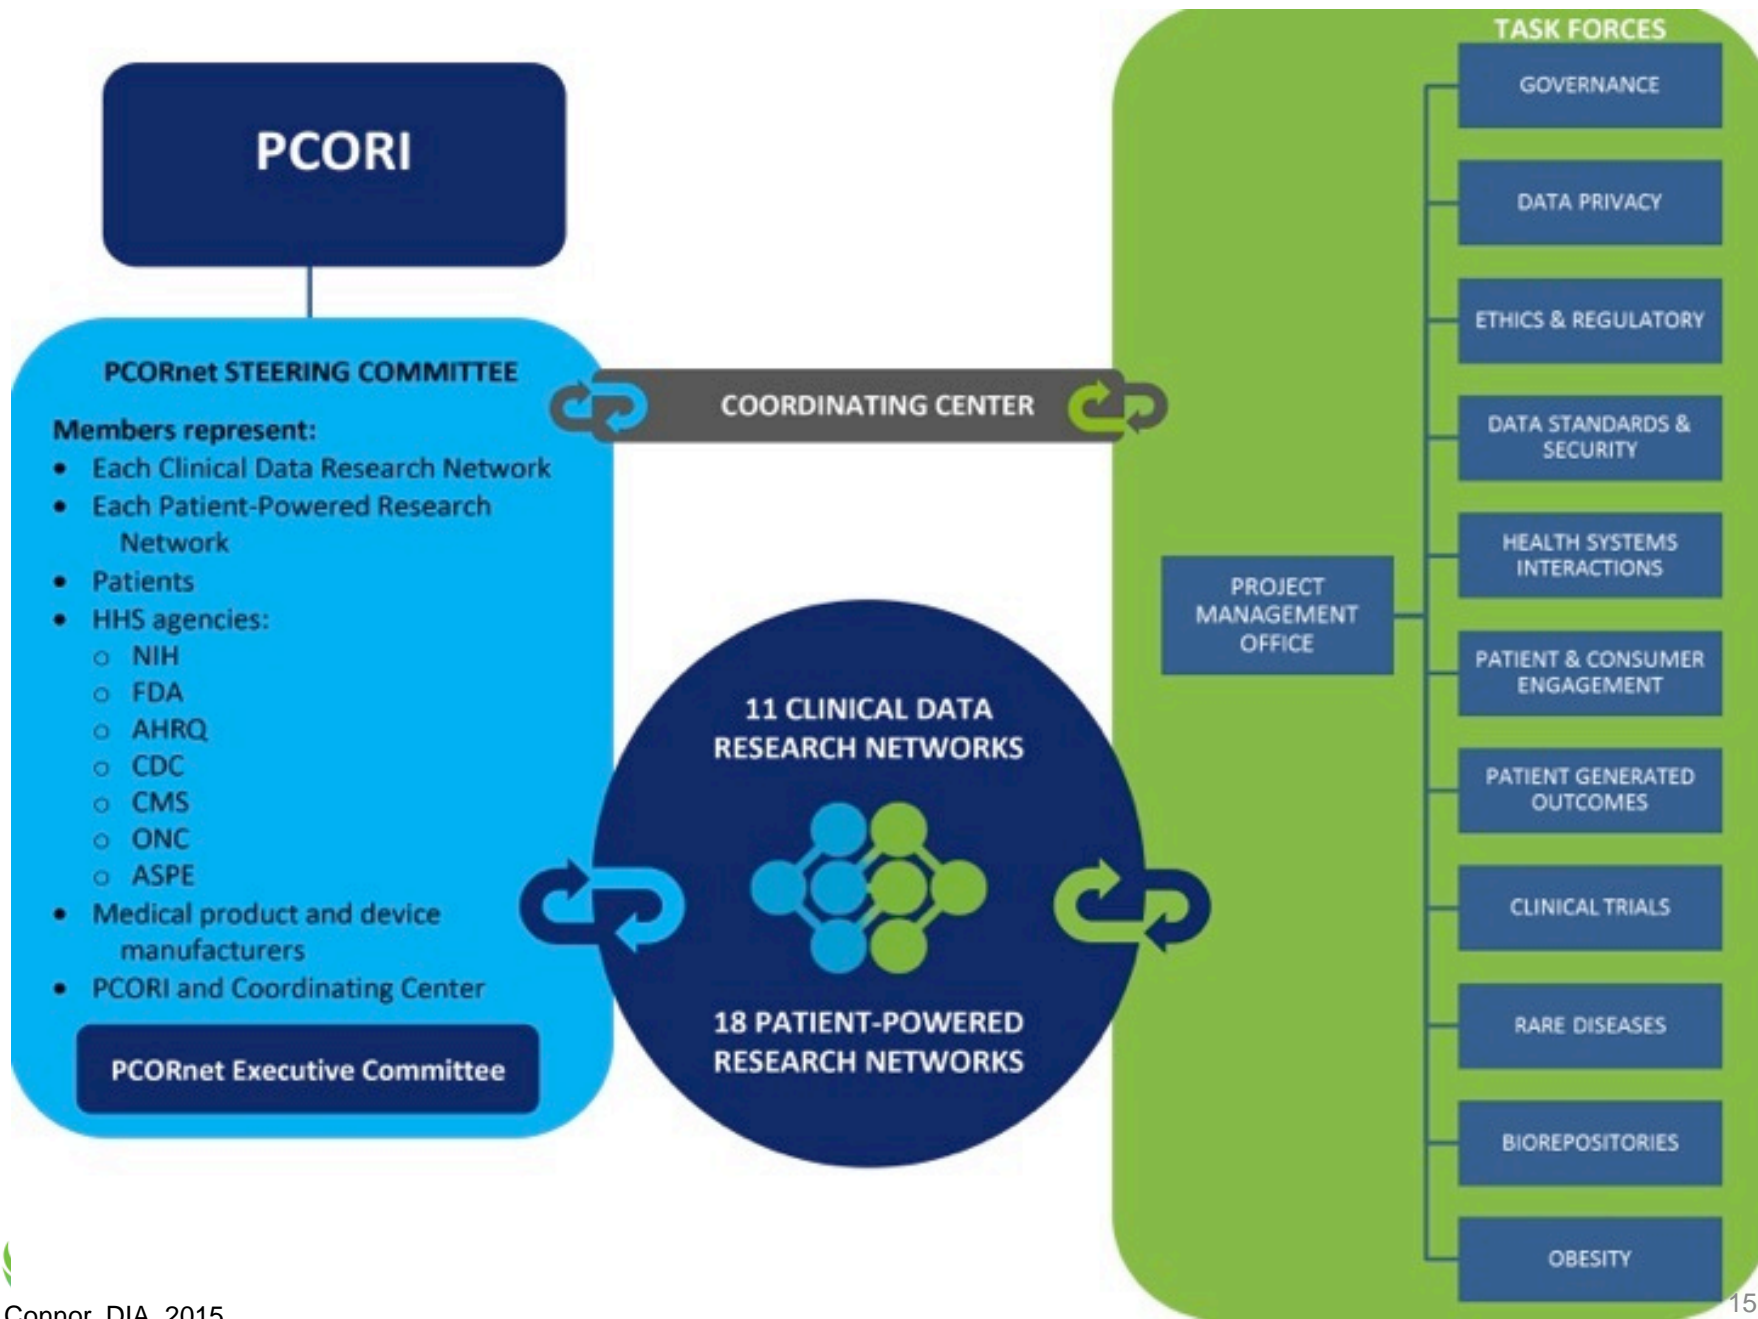 PCORI
PCORnet STEERING COMMITTEE
Members represent:
• Each Clinical Data Research Network
• Each Patient-Powered Research
Network
• Patients
• HHS agencies:
o NIH
o FDA
o AHRQ
o CDC
o CMS
o ONC
o ASPE
• Medical product and device
manufacturers
• PCORI and Coordinating Center
PCORnet Executive Committee
COORDINATING CENTER
11 CLINICAL DATA
RESEARCH NETWORKS
18 PATIENT-POWERED
RESEARCH NETWORKS
TASK FORCES
PROJECT
MANAGEMENT
OFFICE
GOVERNANCE
DATA PRIVACY
ETHICS & REGULATORY
DATA STANDARDS &
SECURITY
HEALTH SYSTEMS
INTERACTIONS
PATIENT & CONSUMER
ENGAGEMENT
PATIENT GENERATED
OUTCOMES
CLINICAL TRIALS
RARE DISEASES
BIOREPOSITORIES
OBESITY
Connor, DIA, 2015
15